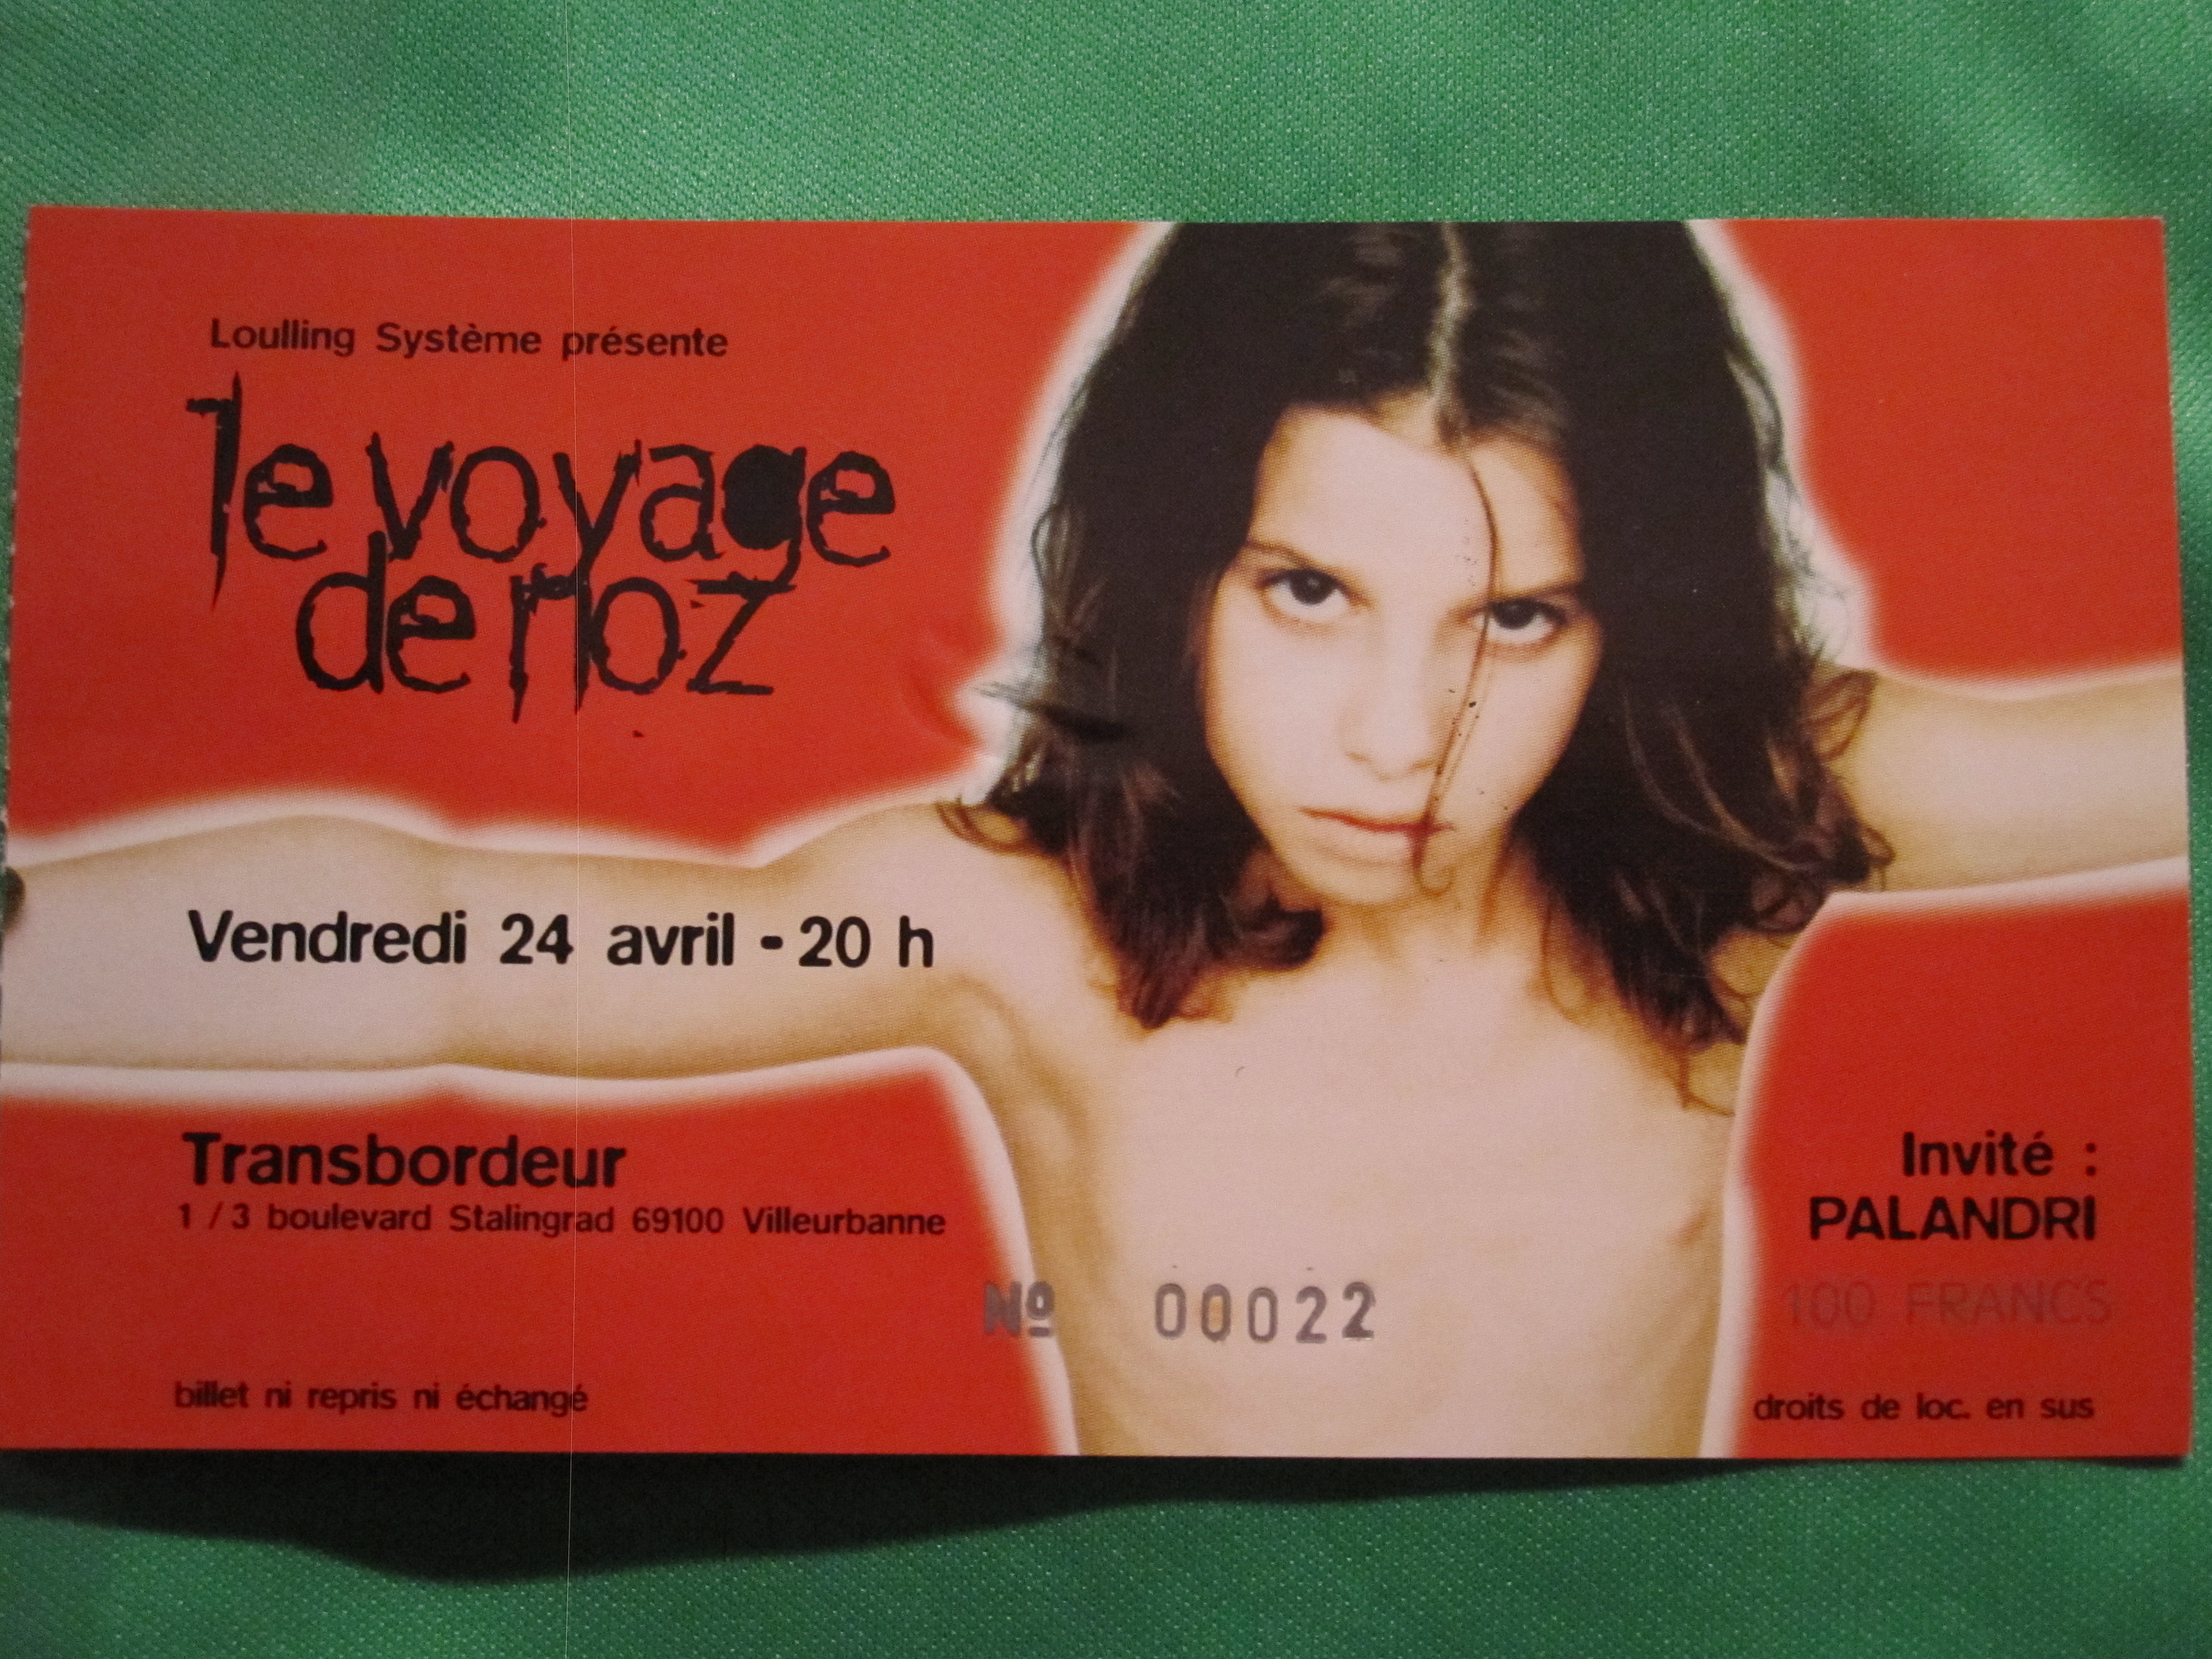 Loulling Système présente
le voyage
de noz
Vendredi 24 avril - 20 h
Transbordeur
1 / 3 boulevard Stalingrad 69100 Villeurbanne
Invité :
PALANDRI
100 FRANCS
Nº 00022
billet ni repris ni échangé
droits de loc. en sus